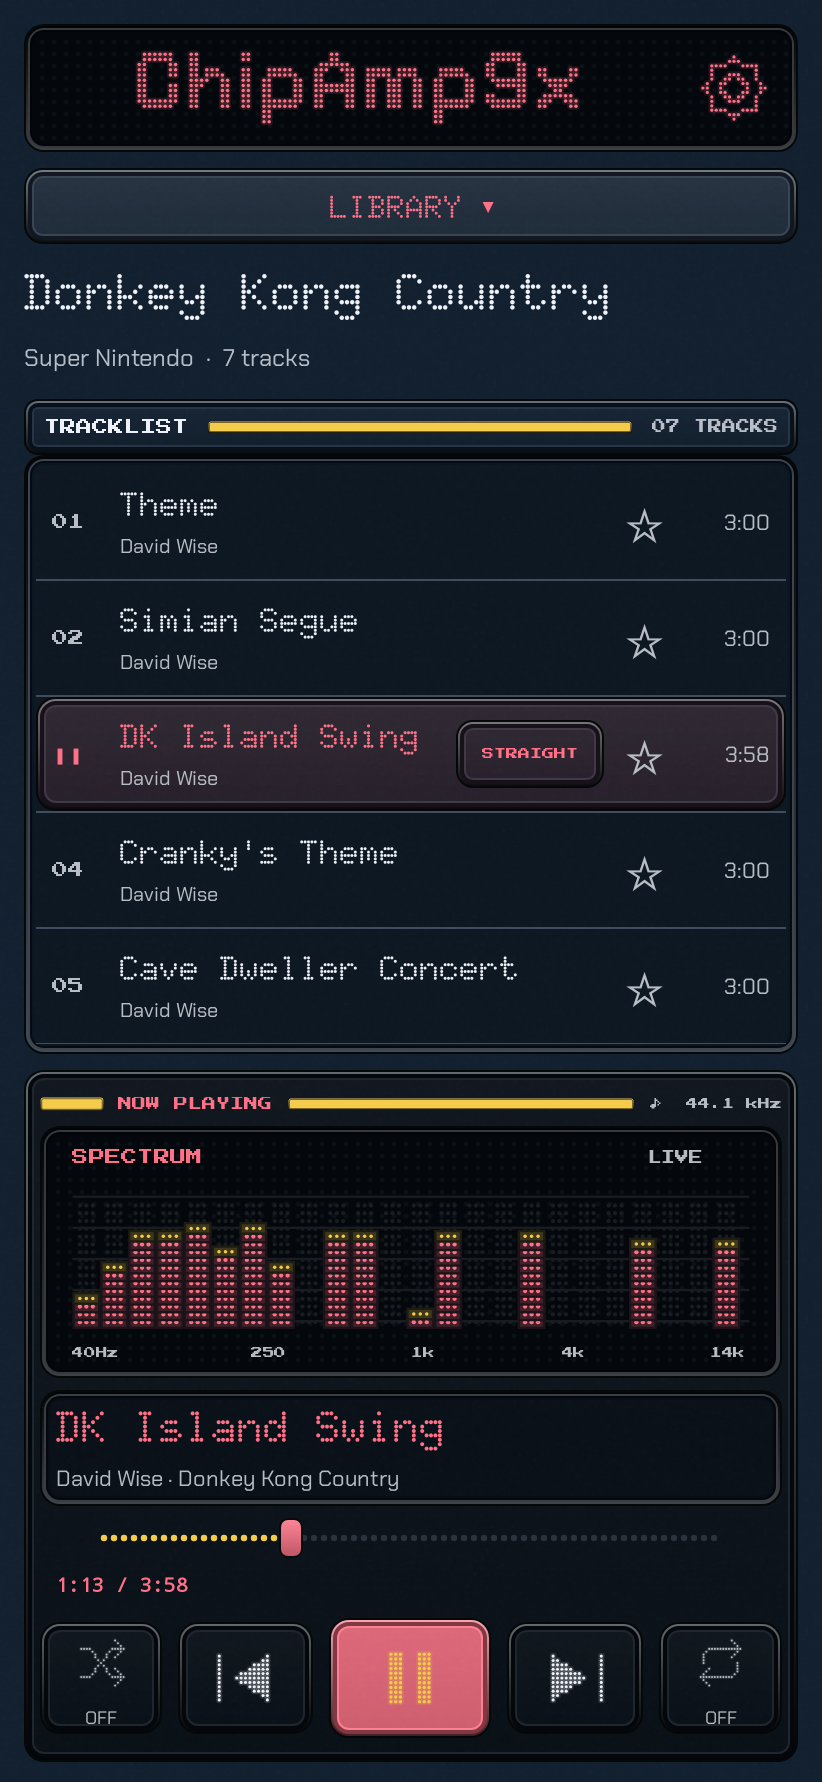 ChipAmp9x
LIBRARY ▼
Donkey Kong Country
Super Nintendo · 7 tracks
TRACKLIST 07 TRACKS
01 Theme 3:00
David Wise
02 Simian Segue 3:00
David Wise
DK Island Swing STRAIGHT 3:58
David Wise
04 Cranky's Theme 3:00
David Wise
05 Cave Dweller Concert 3:00
David Wise
NOW PLAYING ♪ 44.1 kHz
SPECTRUM LIVE
40Hz 250 1k 4k 14k
DK Island Swing
David Wise · Donkey Kong Country
1:13 / 3:58
OFF OFF